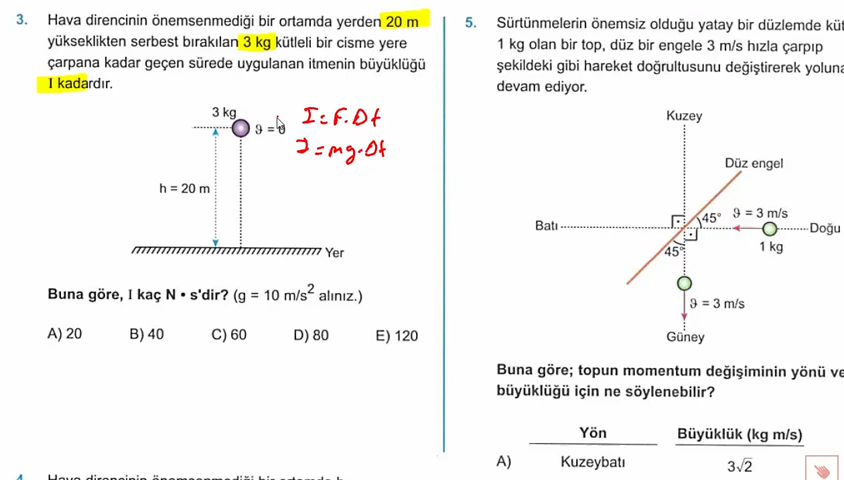 3. Hava direncinin önemsenmediği bir ortamda yerden 20 m
yükseklikten serbest bırakılan 3 kg kütleli bir cisme yere
çarpana kadar geçen sürede uygulanan itmenin büyüklüğü
I kadardır.
3 kg
ϑ = 0
I = F.Δt
I = mg.Δt
h = 20 m
Yer
Buna göre, I kaç N • s'dir? (g = 10 m/s² alınız.)
A) 20 B) 40 C) 60 D) 80 E) 120
5. Sürtünmelerin önemsiz olduğu yatay bir düzlemde küt
1 kg olan bir top, düz bir engele 3 m/s hızla çarpıp
şekildeki gibi hareket doğrultusunu değiştirerek yoluna
devam ediyor.
Kuzey
Düz engel
45° ϑ = 3 m/s
Batı
Doğu
1 kg
45°
ϑ = 3 m/s
Güney
Buna göre; topun momentum değişiminin yönü ve
büyüklüğü için ne söylenebilir?
Yön Büyüklük (kg m/s)
A) Kuzeybatı 3√2